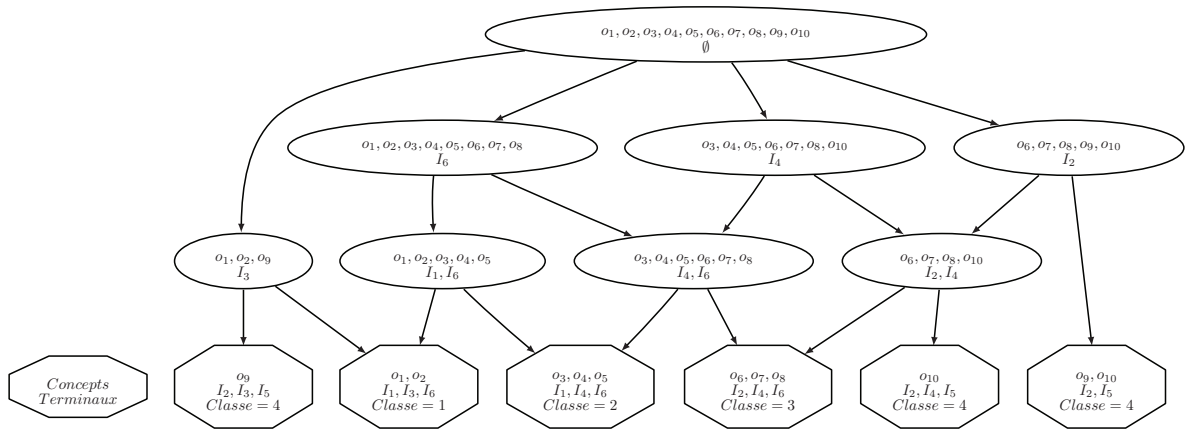 o₁, o₂, o₃, o₄, o₅, o₆, o₇, o₈, o₉, o₁₀
∅
o₁, o₂, o₃, o₄, o₅, o₆, o₇, o₈
I₆
o₃, o₄, o₅, o₆, o₇, o₈, o₁₀
I₄
o₆, o₇, o₈, o₉, o₁₀
I₂
o₁, o₂, o₉
I₃
o₁, o₂, o₃, o₄, o₅
I₁, I₆
o₃, o₄, o₅, o₆, o₇, o₈
I₄, I₆
o₆, o₇, o₈, o₁₀
I₂, I₄
Concepts
Terminaux
o₉
I₂, I₃, I₅
Classe = 4
o₁, o₂
I₁, I₃, I₆
Classe = 1
o₃, o₄, o₅
I₁, I₄, I₆
Classe = 2
o₆, o₇, o₈
I₂, I₄, I₆
Classe = 3
o₁₀
I₂, I₄, I₅
Classe = 4
o₉, o₁₀
I₂, I₅
Classe = 4